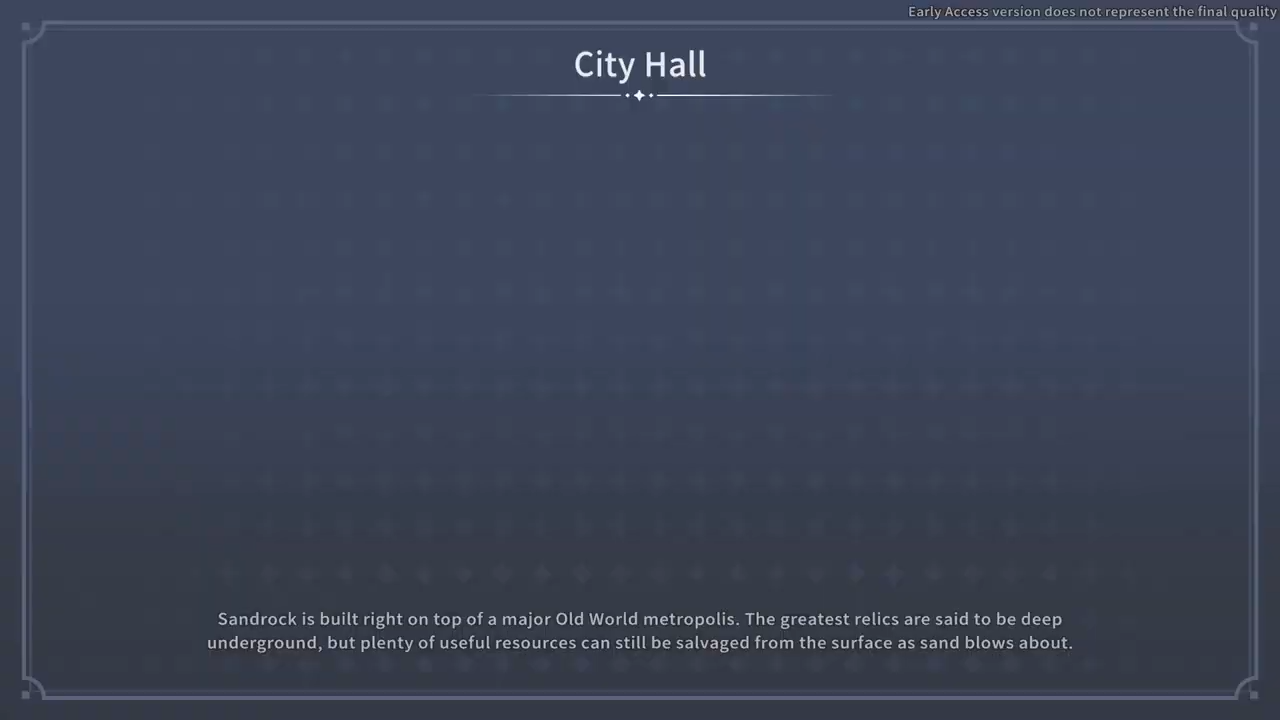 Early Access version does not represent the final quality
City Hall
Sandrock is built right on top of a major Old World metropolis. The greatest relics are said to be deep
underground, but plenty of useful resources can still be salvaged from the surface as sand blows about.